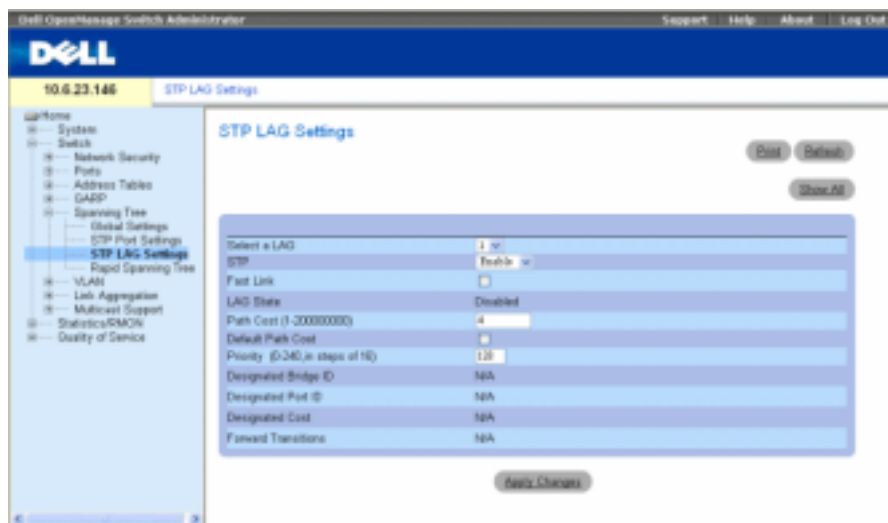 Dell OpenManage Switch Administrator
Support Help About Log Out
DELL
10.6.23.146 STP LAG Settings
Home
System
Switch
Network Security
Ports
Address Tables
GARP
Spanning Tree
Global Settings
STP Port Settings
STP LAG Settings
Rapid Spanning Tree
VLAN
Link Aggregation
Multicast Support
Statistics/RMON
Quality of Service
STP LAG Settings
Print Refresh
Show All
Select a LAG 1
STP Enable
Fast Link
LAG State Disabled
Path Cost (1-200000000) 4
Default Path Cost
Priority (0-240,in steps of 16) 128
Designated Bridge ID N/A
Designated Port ID N/A
Designated Cost N/A
Forward Transitions N/A
Apply Changes